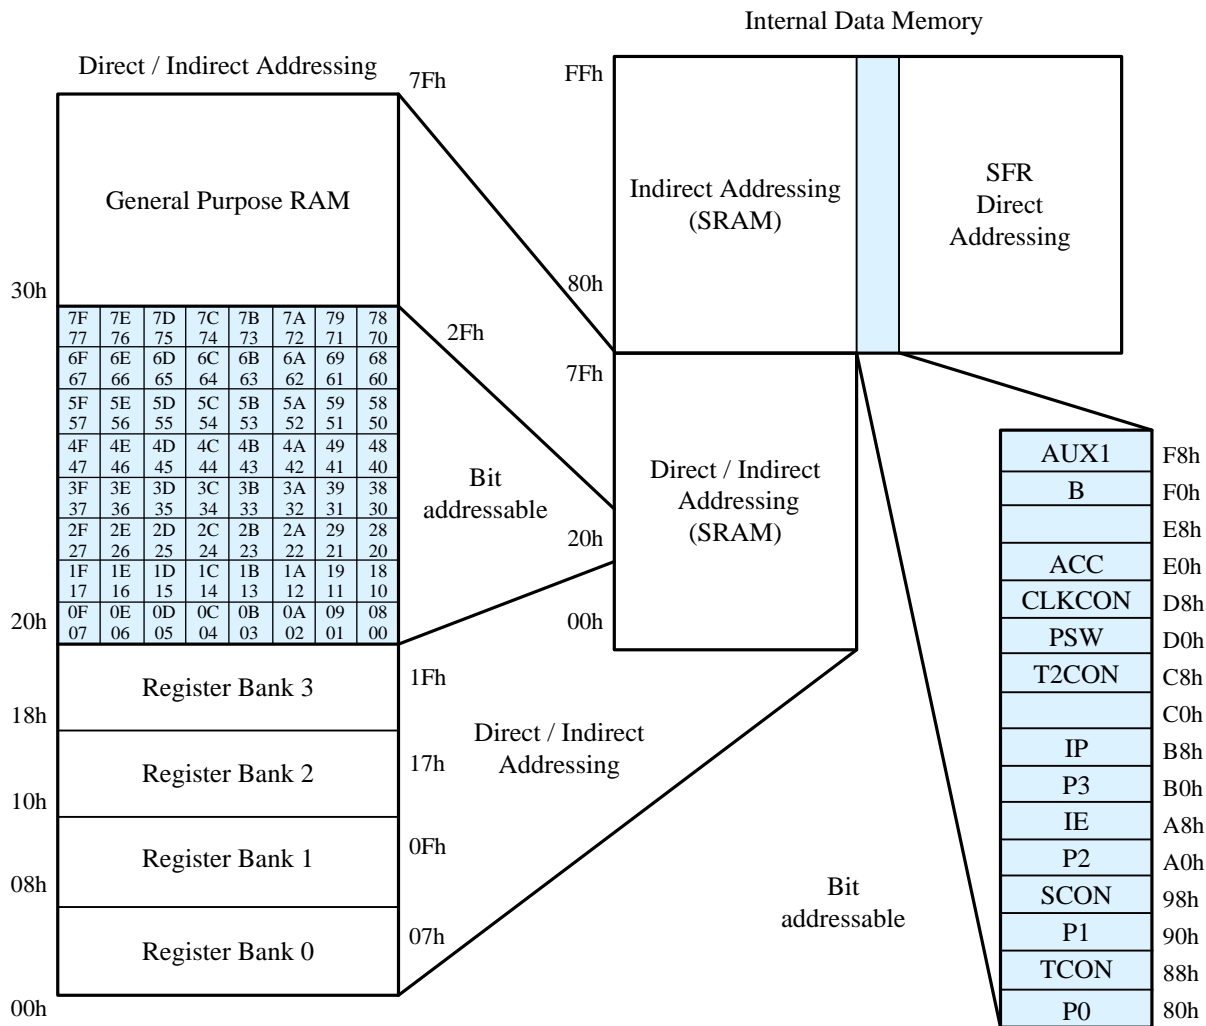 Internal Data Memory
Direct / Indirect Addressing
7Fh
General Purpose RAM
30h
7F 7E 7D 7C 7B 7A 79 78
77 76 75 74 73 72 71 70
6F 6E 6D 6C 6B 6A 69 68
67 66 65 64 63 62 61 60
5F 5E 5D 5C 5B 5A 59 58
57 56 55 54 53 52 51 50
4F 4E 4D 4C 4B 4A 49 48
47 46 45 44 43 42 41 40
3F 3E 3D 3C 3B 3A 39 38
37 36 35 34 33 32 31 30
2F 2E 2D 2C 2B 2A 29 28
27 26 25 24 23 22 21 20
1F 1E 1D 1C 1B 1A 19 18
17 16 15 14 13 12 11 10
0F 0E 0D 0C 0B 0A 09 08
07 06 05 04 03 02 01 00
2Fh
Bit
addressable
20h
Register Bank 3
1Fh
18h
Register Bank 2
17h
10h
Register Bank 1
0Fh
08h
Register Bank 0
07h
00h
Direct / Indirect
Addressing
FFh
Indirect Addressing
(SRAM)
80h
SFR
Direct
Addressing
7Fh
Direct / Indirect
Addressing
(SRAM)
20h
00h
Bit
addressable
AUX1 F8h
B F0h
E8h
ACC E0h
CLKCON D8h
PSW D0h
T2CON C8h
C0h
IP B8h
P3 B0h
IE A8h
P2 A0h
SCON 98h
P1 90h
TCON 88h
P0 80h